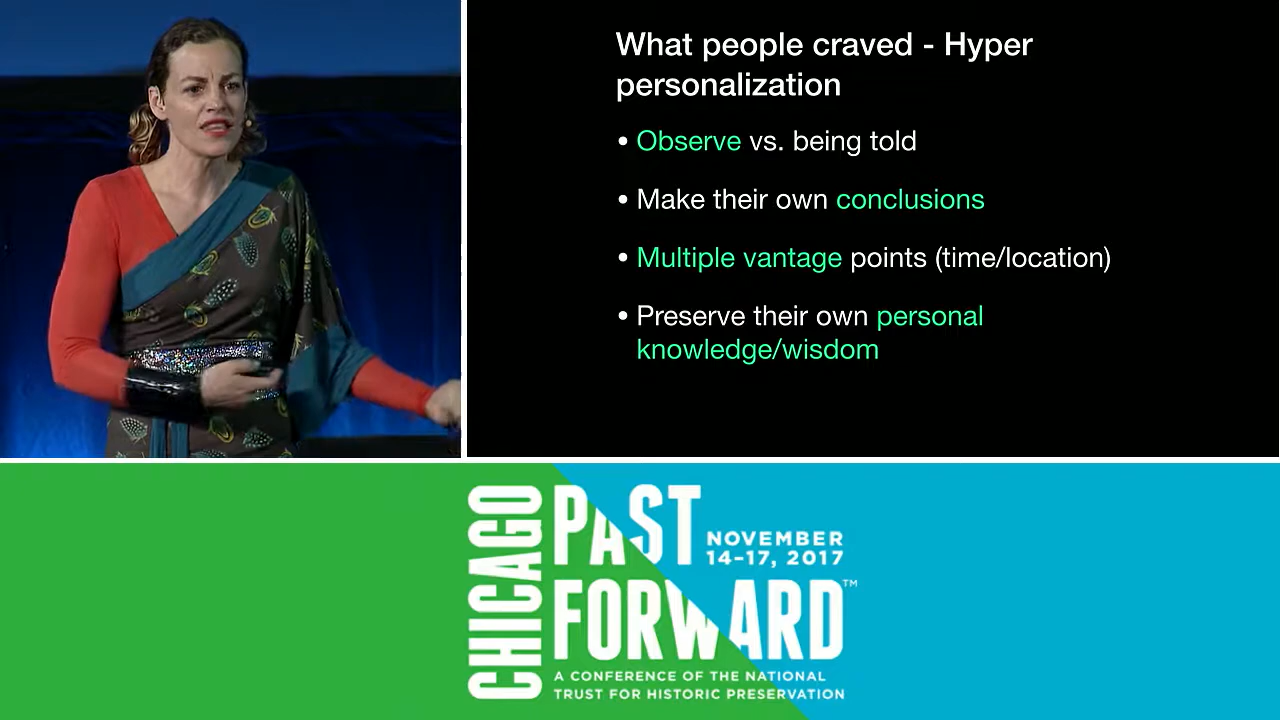 What people craved - Hyper
personalization
• Observe vs. being told
• Make their own conclusions
• Multiple vantage points (time/location)
• Preserve their own personal
knowledge/wisdom
CHICAGO
PAST
NOVEMBER
14–17, 2017
FORWARD™
A CONFERENCE OF THE NATIONAL
TRUST FOR HISTORIC PRESERVATION